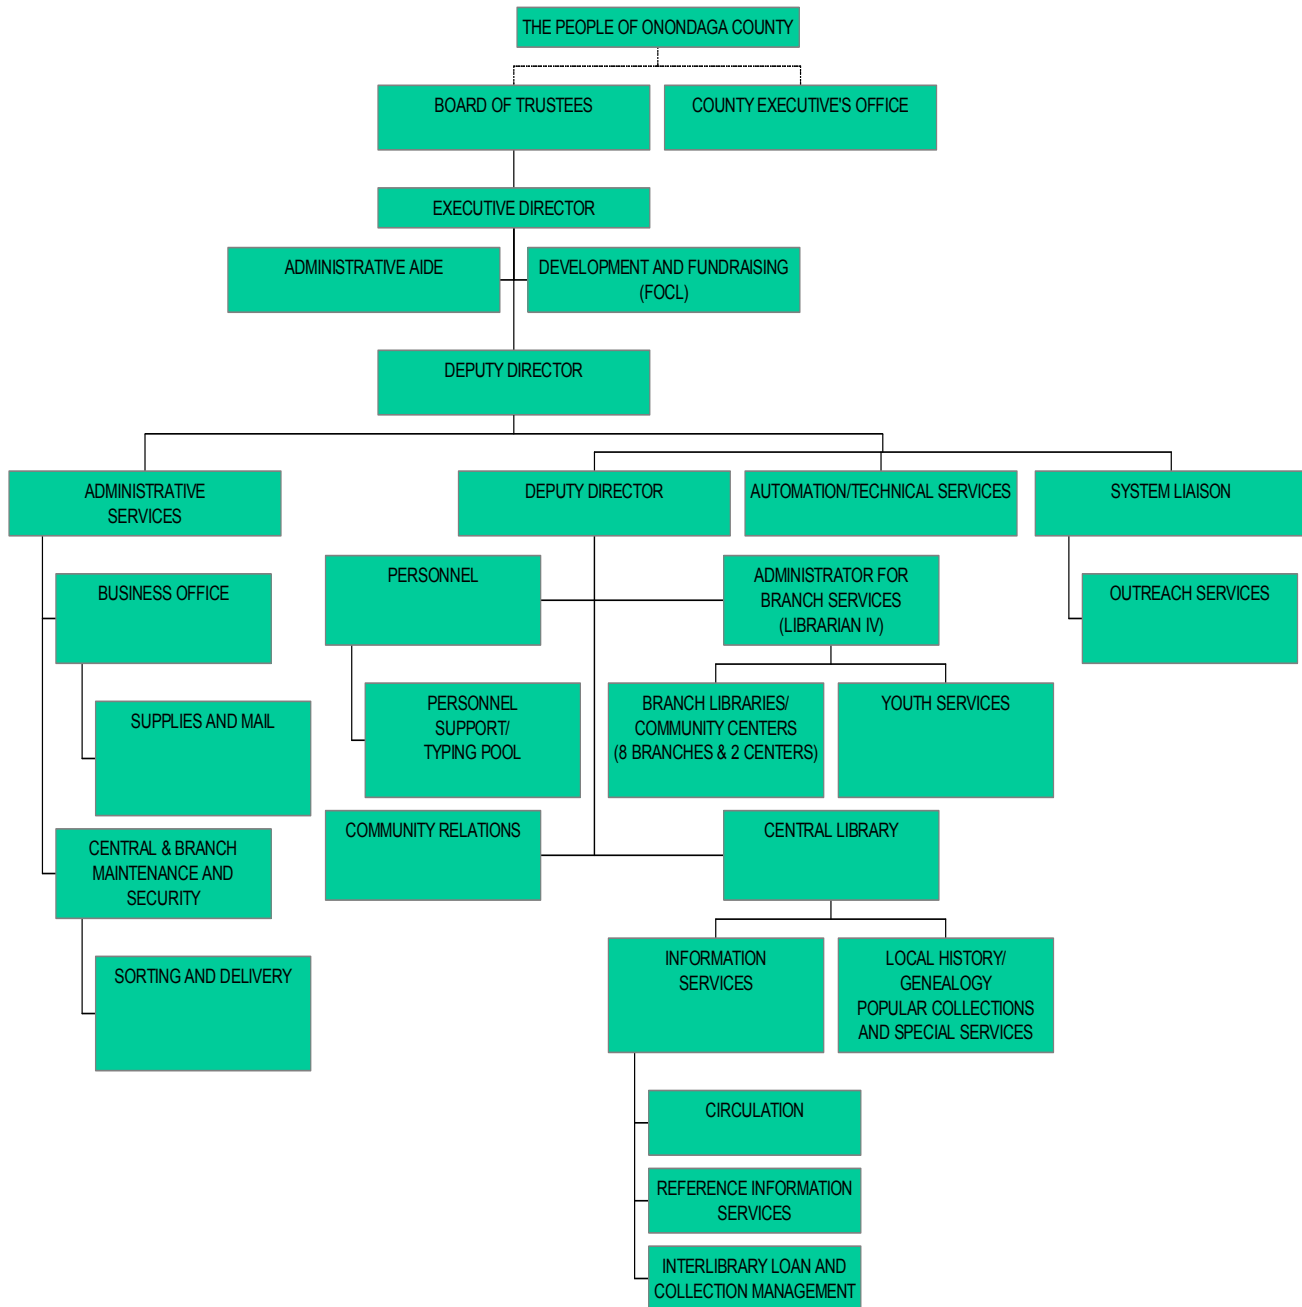 THE PEOPLE OF ONONDAGA COUNTY
BOARD OF TRUSTEES
COUNTY EXECUTIVE'S OFFICE
EXECUTIVE DIRECTOR
ADMINISTRATIVE AIDE
DEVELOPMENT AND FUNDRAISING
(FOCL)
DEPUTY DIRECTOR
ADMINISTRATIVE
SERVICES
DEPUTY DIRECTOR
AUTOMATION/TECHNICAL SERVICES
SYSTEM LIAISON
BUSINESS OFFICE
PERSONNEL
ADMINISTRATOR FOR
BRANCH SERVICES
(LIBRARIAN IV)
OUTREACH SERVICES
SUPPLIES AND MAIL
PERSONNEL
SUPPORT/
TYPING POOL
BRANCH LIBRARIES/
COMMUNITY CENTERS
(8 BRANCHES & 2 CENTERS)
YOUTH SERVICES
CENTRAL & BRANCH
MAINTENANCE AND
SECURITY
COMMUNITY RELATIONS
CENTRAL LIBRARY
SORTING AND DELIVERY
INFORMATION
SERVICES
LOCAL HISTORY/
GENEALOGY
POPULAR COLLECTIONS
AND SPECIAL SERVICES
CIRCULATION
REFERENCE INFORMATION
SERVICES
INTERLIBRARY LOAN AND
COLLECTION MANAGEMENT